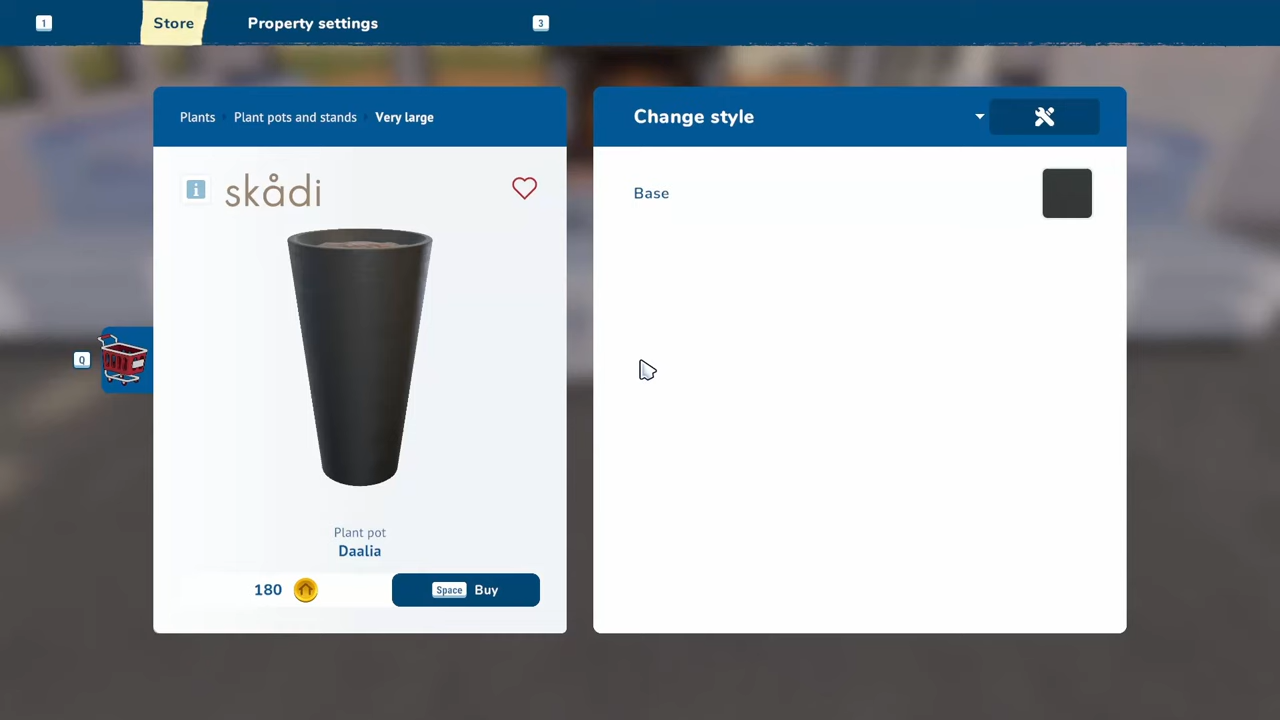 1
Store
Property settings
3
Plants
Plant pots and stands
Very large
Change style
i
skådi
Base
Q
Plant pot
Daalia
180
Space Buy